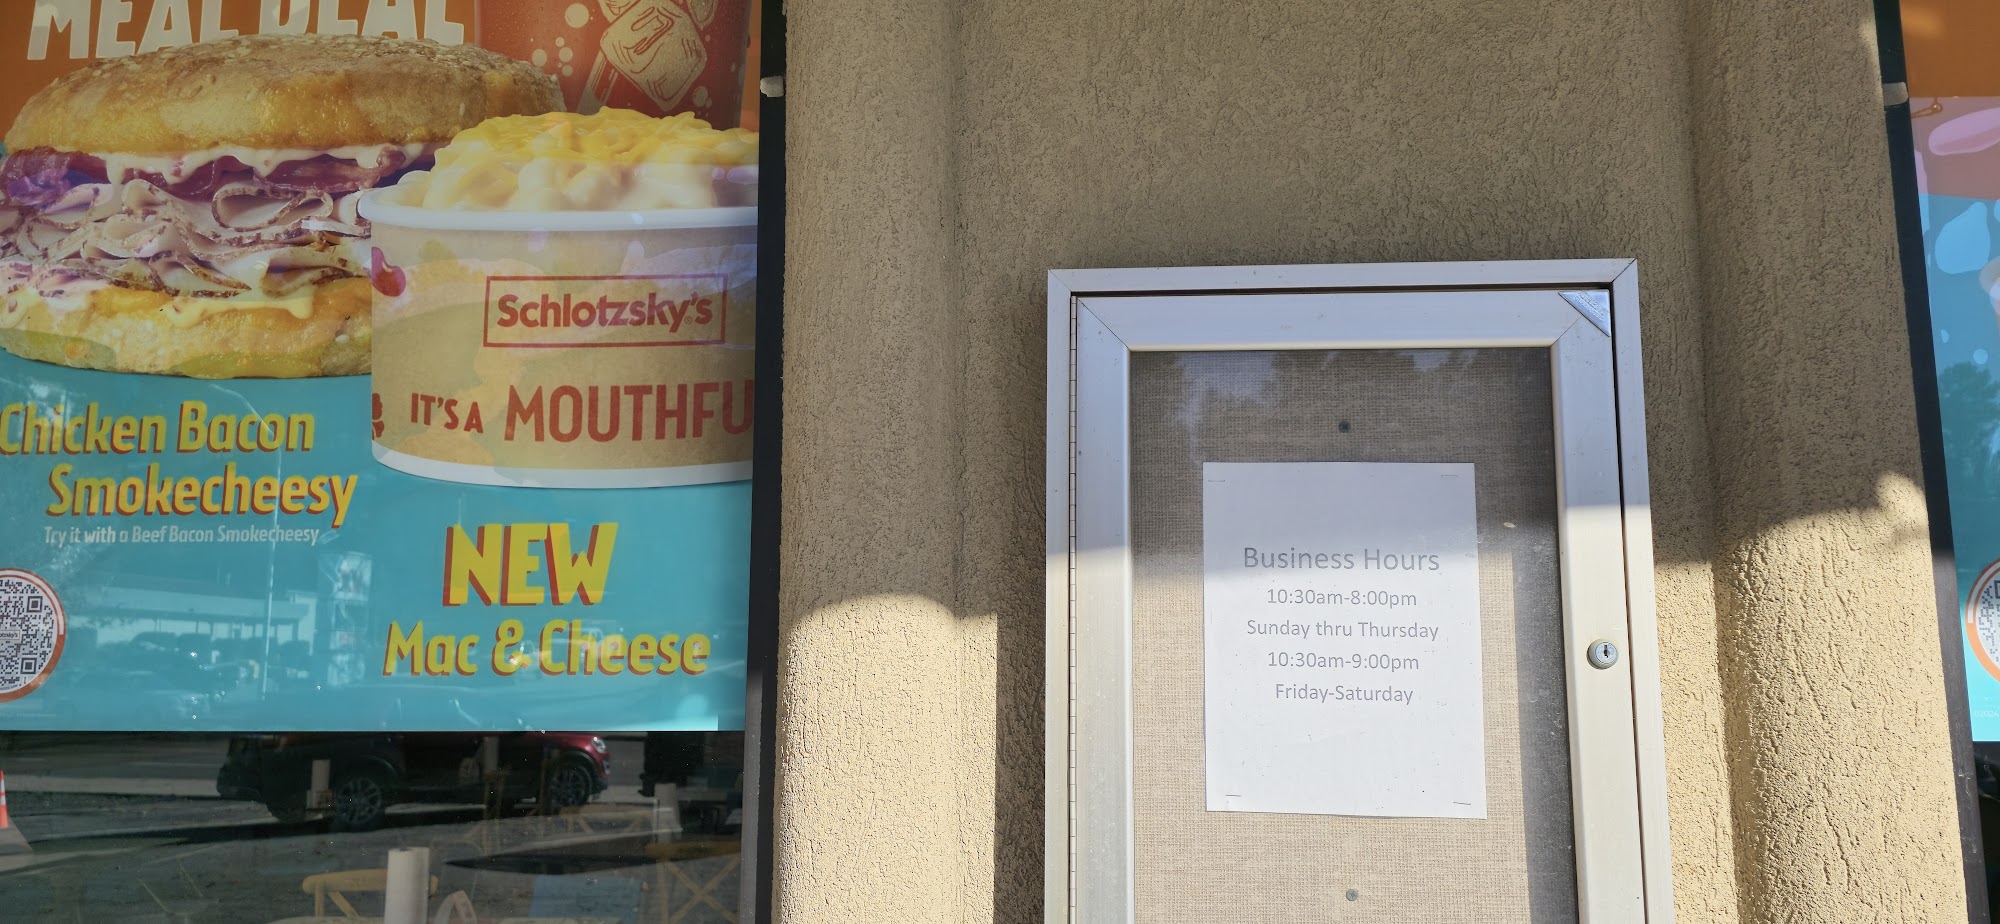 MEAL DEAL
Schlotzsky's
IT'S A MOUTHFU
Chicken Bacon
Smokecheesy
Try it with a Beef Bacon Smokecheesy
NEW
Mac & Cheese
Business Hours
10:30am-8:00pm
Sunday thru Thursday
10:30am-9:00pm
Friday-Saturday